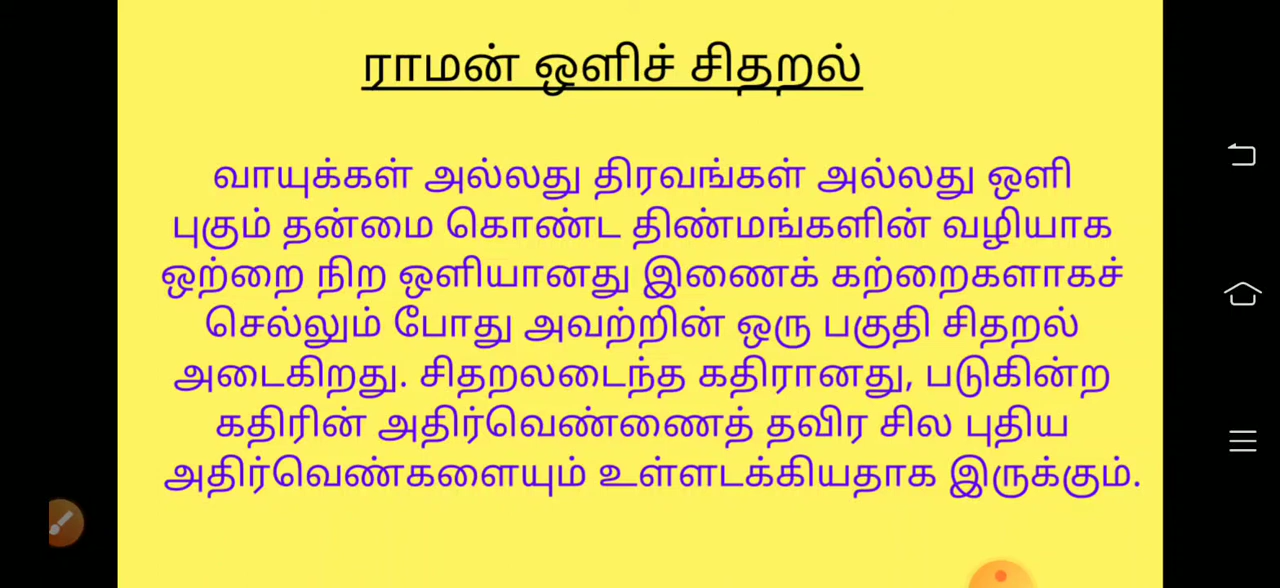 ராமன் ஒளிச் சிதறல்
வாயுக்கள் அல்லது திரவங்கள் அல்லது ஒளி
புகும் தன்மை கொண்ட திண்மங்களின் வழியாக
ஒற்றை நிற ஒளியானது இணைக் கற்றைகளாகச்
செல்லும் போது அவற்றின் ஒரு பகுதி சிதறல்
அடைகிறது. சிதறலடைந்த கதிரானது, படுகின்ற
கதிரின் அதிர்வெண்ணைத் தவிர சில புதிய
அதிர்வெண்களையும் உள்ளடக்கியதாக இருக்கும்.